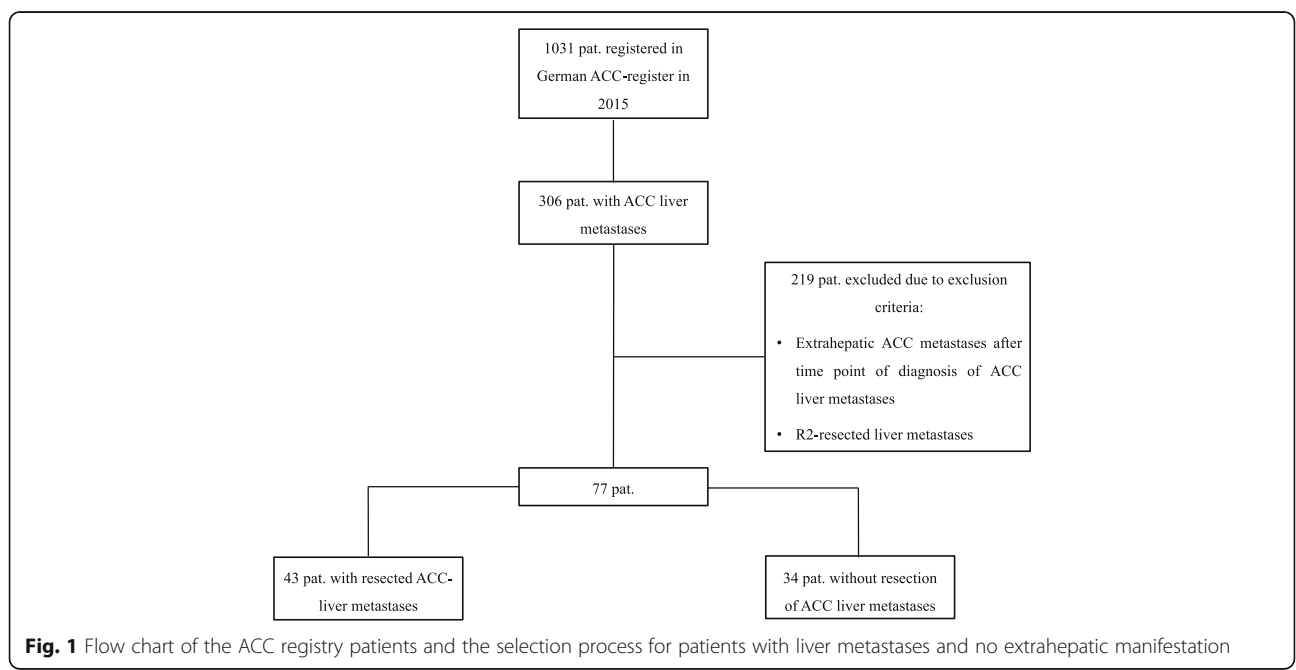 1031 pat. registered in
German ACC-register in
2015
306 pat. with ACC liver
metastases
219 pat. excluded due to exclusion
criteria:
• Extrahepatic ACC metastases after
time point of diagnosis of ACC
liver metastases
• R2-resected liver metastases
77 pat.
43 pat. with resected ACC-
liver metastases
34 pat. without resection
of ACC liver metastases
Fig. 1 Flow chart of the ACC registry patients and the selection process for patients with liver metastases and no extrahepatic manifestation